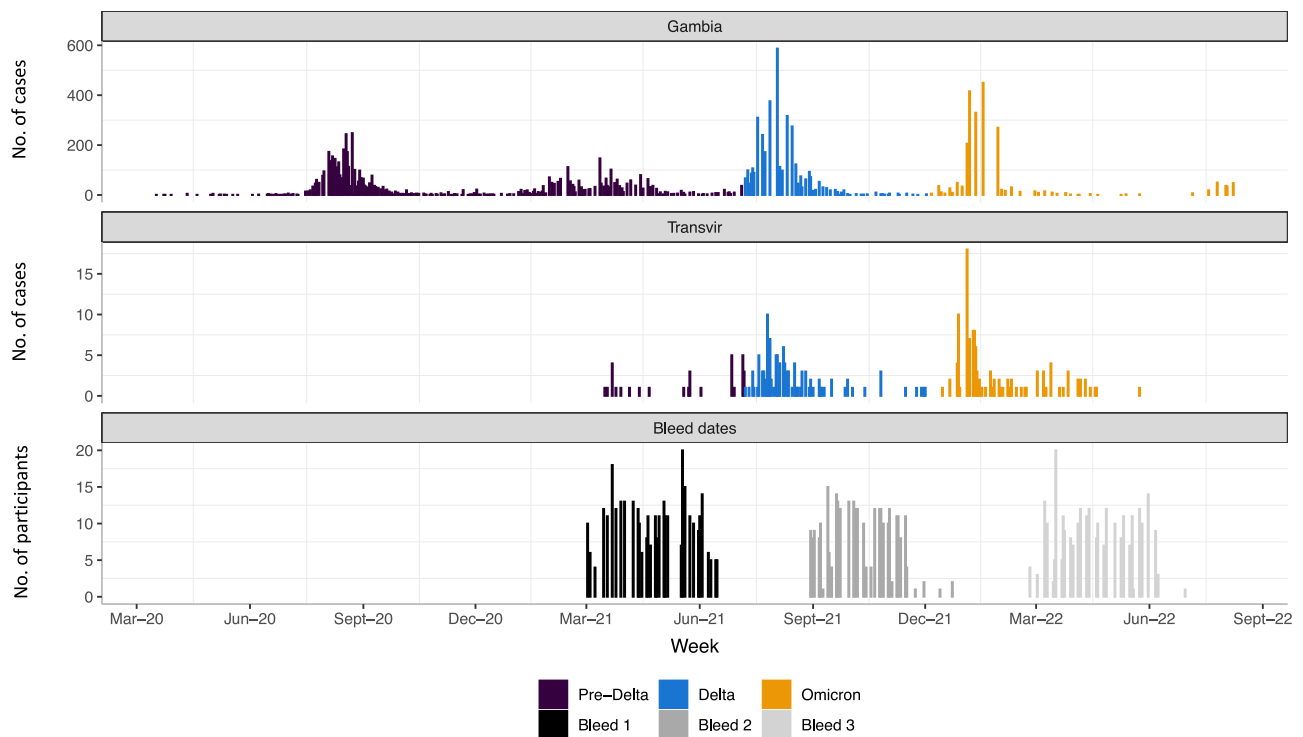 Gambia
No. of cases
600
400
200
0
Transvir
No. of cases
15
10
5
0
Bleed dates
No. of participants
20
15
10
5
0
Mar–20 Jun–20 Sept–20 Dec–20 Mar–21 Jun–21 Sept–21 Dec–21 Mar–22 Jun–22 Sept–22
Week
Pre–Delta Delta Omicron
Bleed 1 Bleed 2 Bleed 3